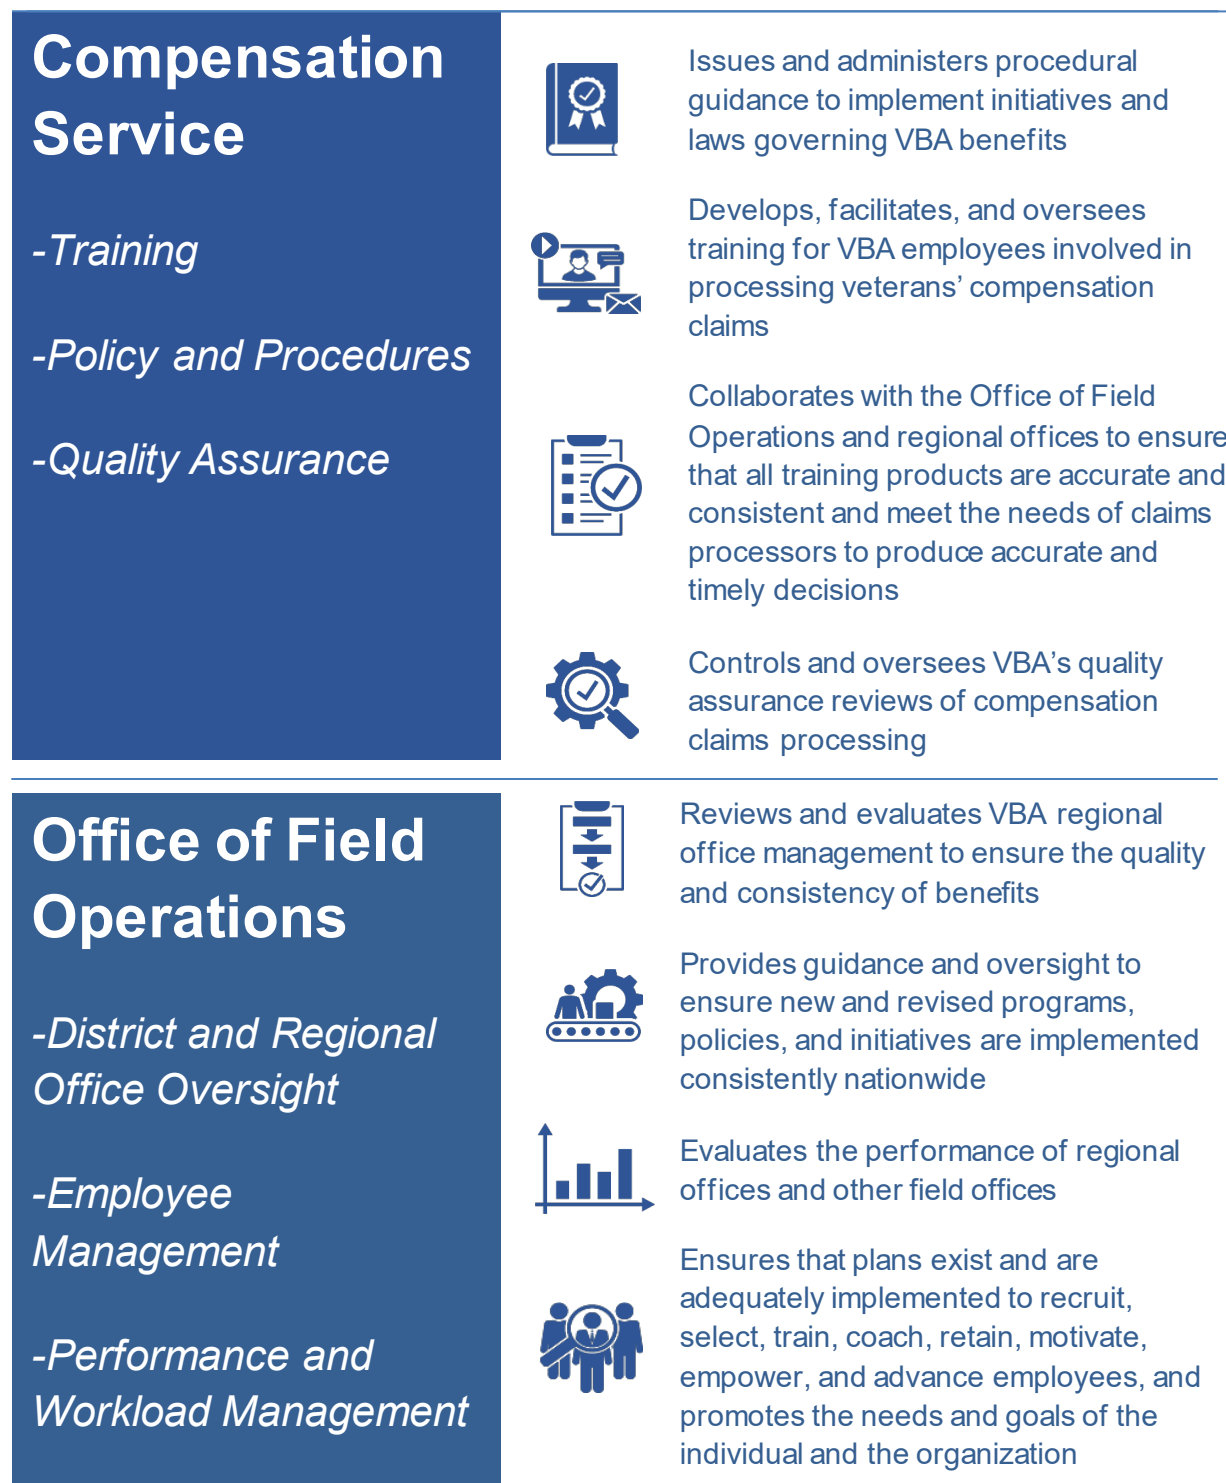 Compensation
Service
-Training
-Policy and Procedures
-Quality Assurance
Issues and administers procedural
guidance to implement initiatives and
laws governing VBA benefits
Develops, facilitates, and oversees
training for VBA employees involved in
processing veterans’ compensation
claims
Collaborates with the Office of Field
Operations and regional offices to ensure
that all training products are accurate and
consistent and meet the needs of claims
processors to produce accurate and
timely decisions
Controls and oversees VBA’s quality
assurance reviews of compensation
claims processing
Office of Field
Operations
-District and Regional
Office Oversight
-Employee
Management
-Performance and
Workload Management
Reviews and evaluates VBA regional
office management to ensure the quality
and consistency of benefits
Provides guidance and oversight to
ensure new and revised programs,
policies, and initiatives are implemented
consistently nationwide
Evaluates the performance of regional
offices and other field offices
Ensures that plans exist and are
adequately implemented to recruit,
select, train, coach, retain, motivate,
empower, and advance employees, and
promotes the needs and goals of the
individual and the organization